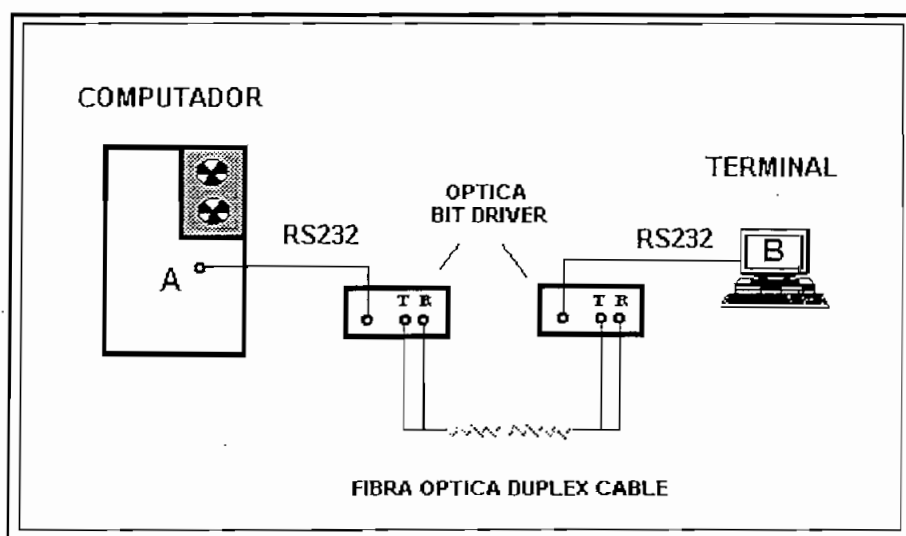 COMPUTADOR
TERMINAL
OPTICA
BIT DRIVER
RS232
RS232
A
B
T R
T R
FIBRA OPTICA DUPLEX CABLE